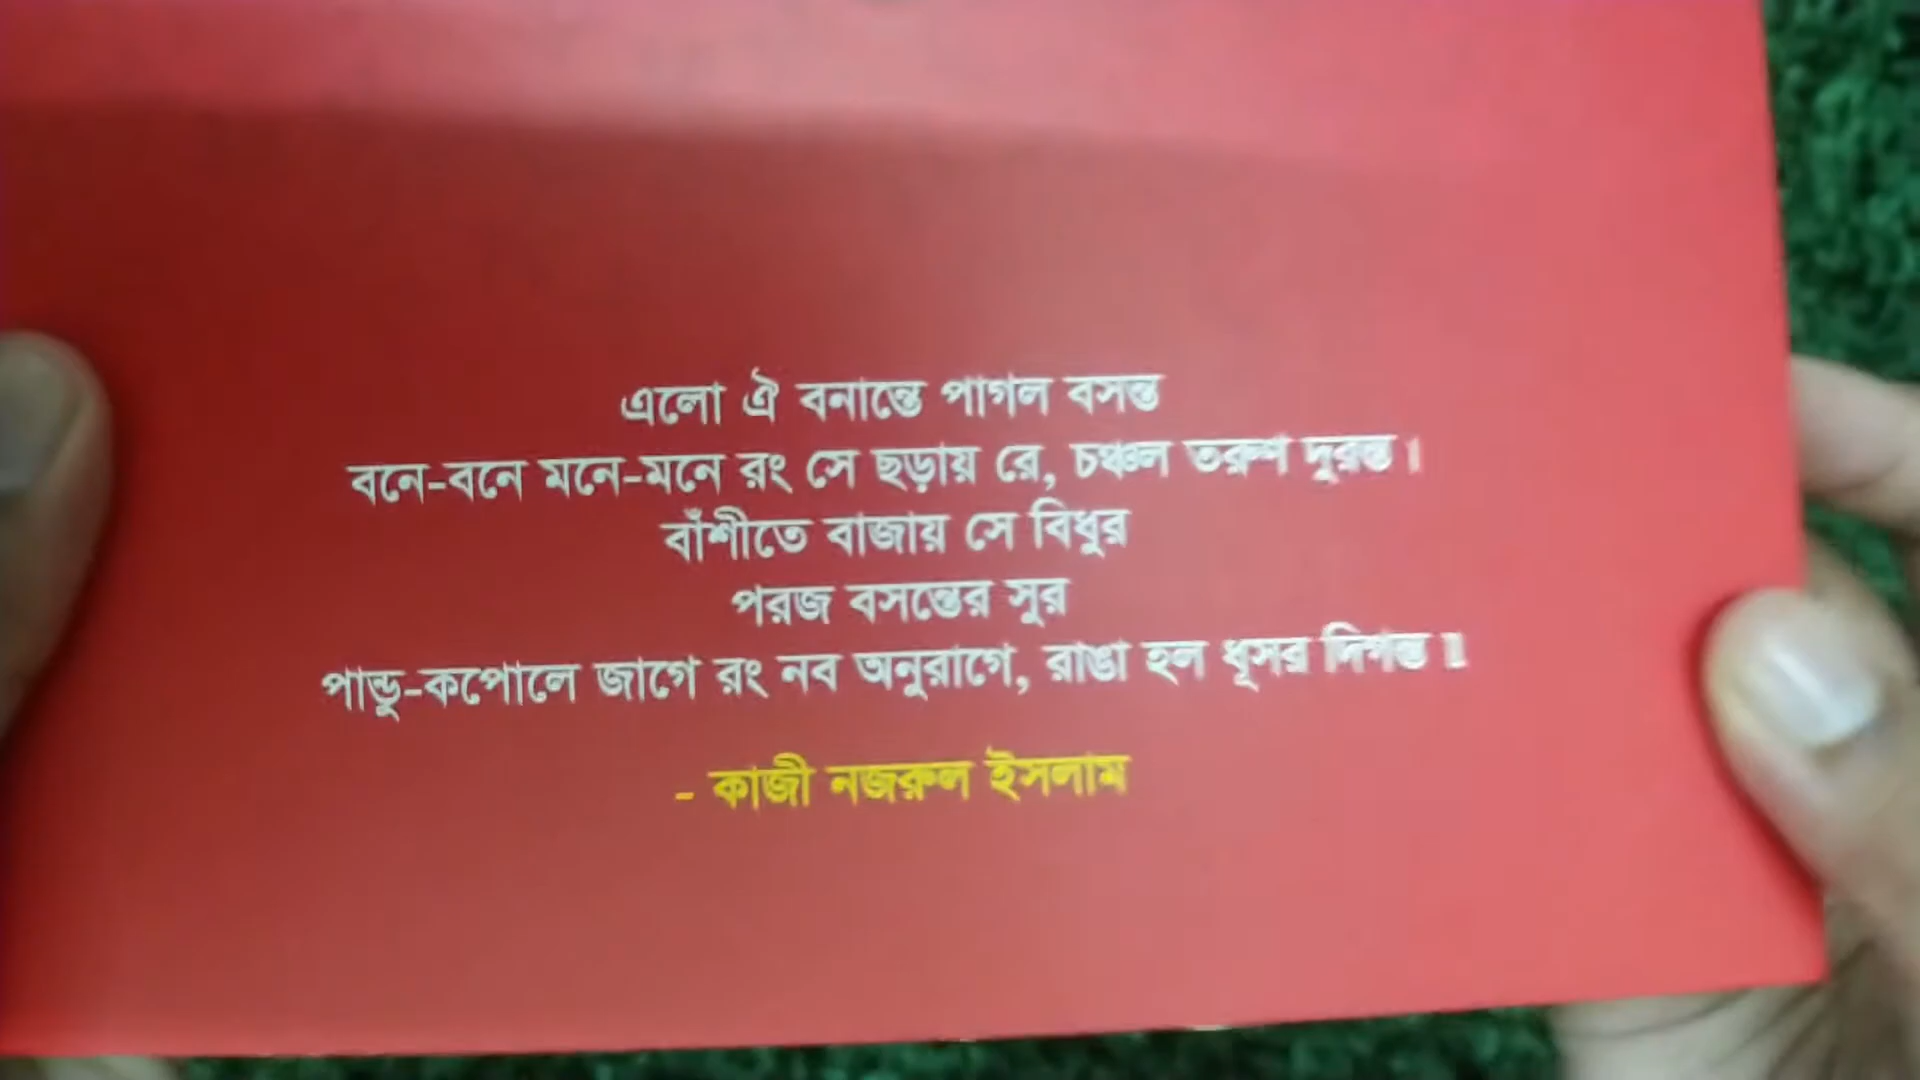 এলো ঐ বনান্তে পাগল বসন্ত
বনে-বনে মনে-মনে রং সে ছড়ায় রে, চঞ্চল তরুণ দুরন্ত।
বাঁশীতে বাজায় সে বিধুর
পরজ বসন্তের সুর
পান্ডু-কপোলে জাগে রং নব অনুরাগে, রাঙা হল ধূসর দিগন্ত॥
- কাজী নজরুল ইসলাম